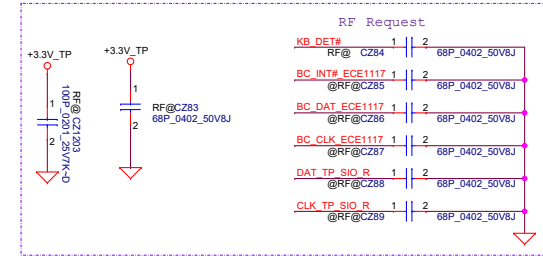 RF Request
+3.3V_TP
1
2
RF@ CZ1203
100P_0201_25V7K~D
+3.3V_TP
1
2
RF@CZ83
68P_0402_50V8J
KB_DET# 1 2
RF@ CZ84 68P_0402_50V8J
BC_INT#_ECE1117 1 2
@RF@CZ85 68P_0402_50V8J
BC_DAT_ECE1117 1 2
@RF@CZ86 68P_0402_50V8J
BC_CLK_ECE1117 1 2
@RF@CZ87 68P_0402_50V8J
DAT_TP_SIO_R 1 2
@RF@CZ88 68P_0402_50V8J
CLK_TP_SIO_R 1 2
@RF@CZ89 68P_0402_50V8J